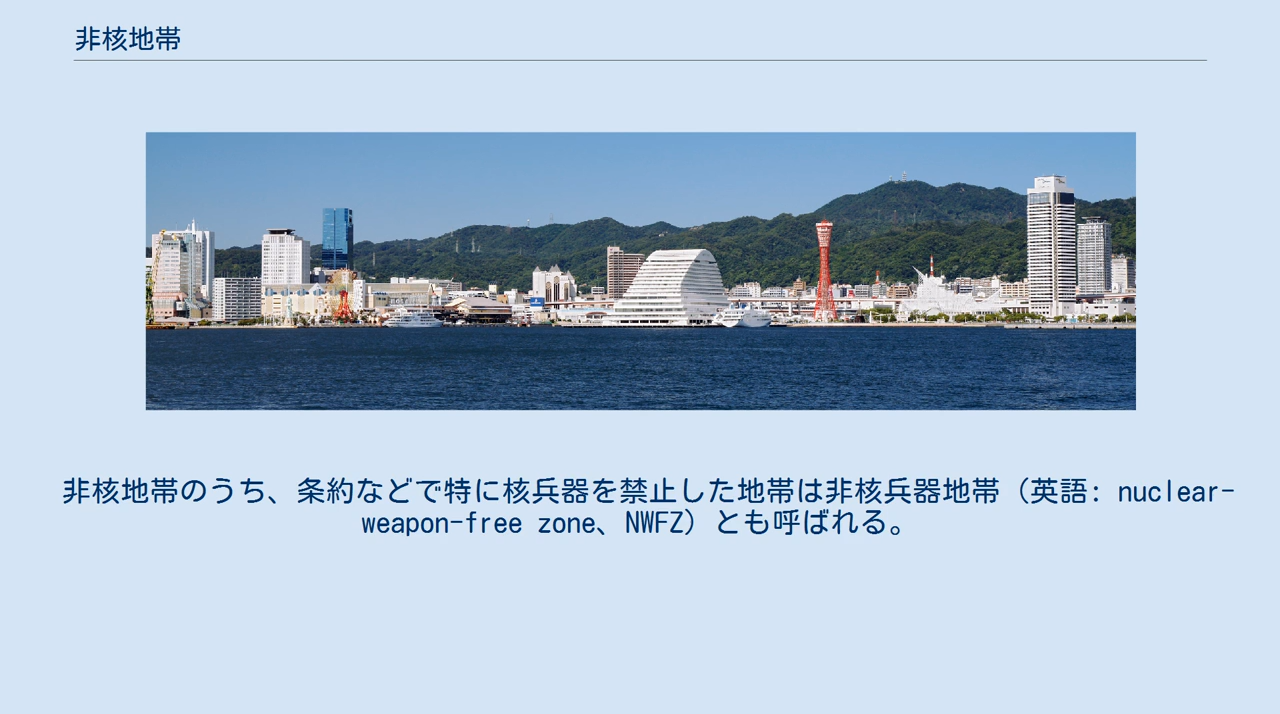 非核地帯
非核地帯のうち、条約などで特に核兵器を禁止した地帯は非核兵器地帯（英語: nuclear-
weapon-free zone、NWFZ）とも呼ばれる。